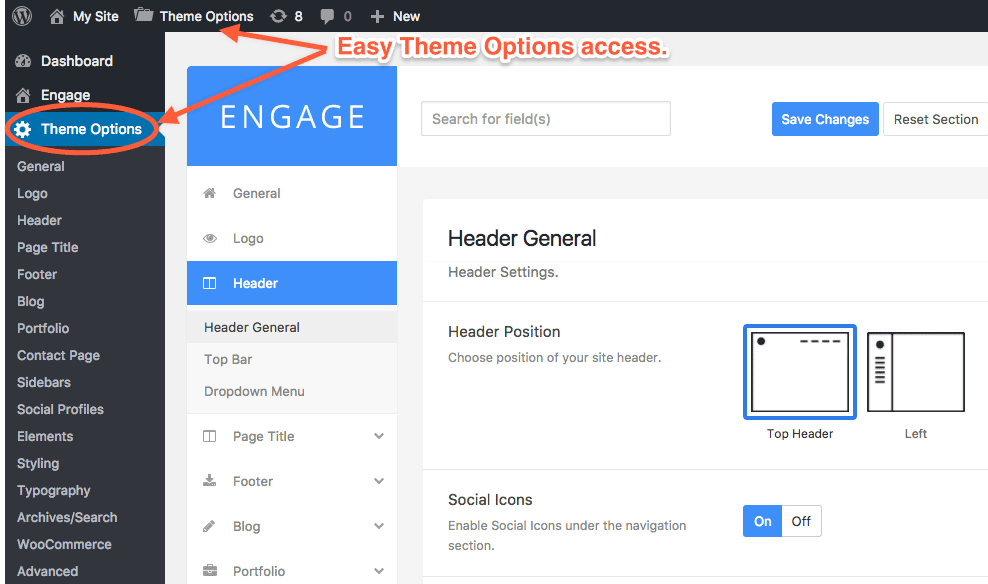 My Site Theme Options 8 0 New
Easy Theme Options access.
Dashboard
Engage
Theme Options
General
Logo
Header
Page Title
Footer
Blog
Portfolio
Contact Page
Sidebars
Social Profiles
Elements
Styling
Typography
Archives/Search
WooCommerce
Advanced
ENGAGE
General
Logo
Header
Header General
Top Bar
Dropdown Menu
Page Title
Footer
Blog
Portfolio
Search for field(s)
Save Changes
Reset Section
Header General
Header Settings.
Header Position
Choose position of your site header.
Top Header
Left
Social Icons
Enable Social Icons under the navigation
section.
On Off